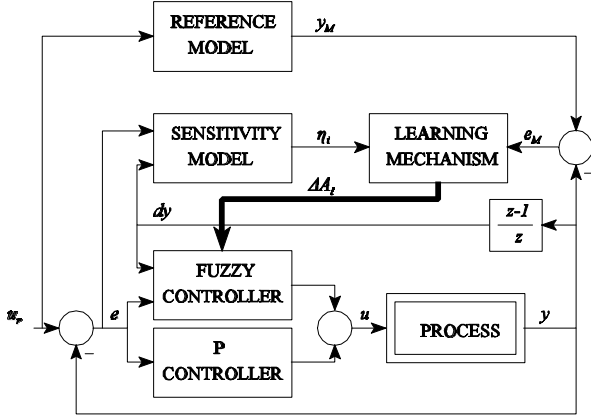 REFERENCE
MODEL
y_M
SENSITIVITY
MODEL
η_i
LEARNING
MECHANISM
e_M
–
ΔA_i
dy
z-1
z
FUZZY
CONTROLLER
u_r
e
–
P
CONTROLLER
u
PROCESS
y